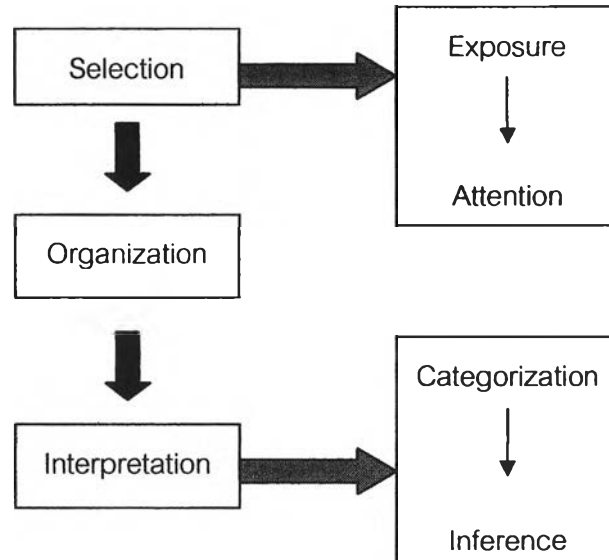 Selection
Exposure
Attention
Organization
Interpretation
Categorization
Inference